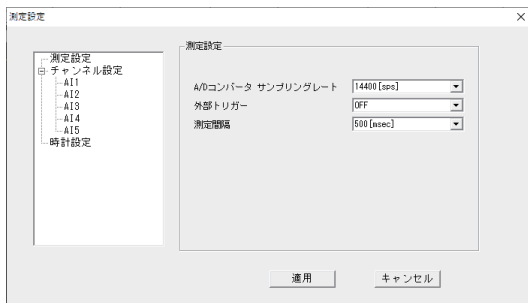 測定設定
測定設定
チャンネル設定
AI1
AI2
AI3
AI4
AI5
時計設定
測定設定
A/Dコンバータ サンプリングレート 14400[sps]
外部トリガー OFF
測定間隔 500[msec]
適用 キャンセル